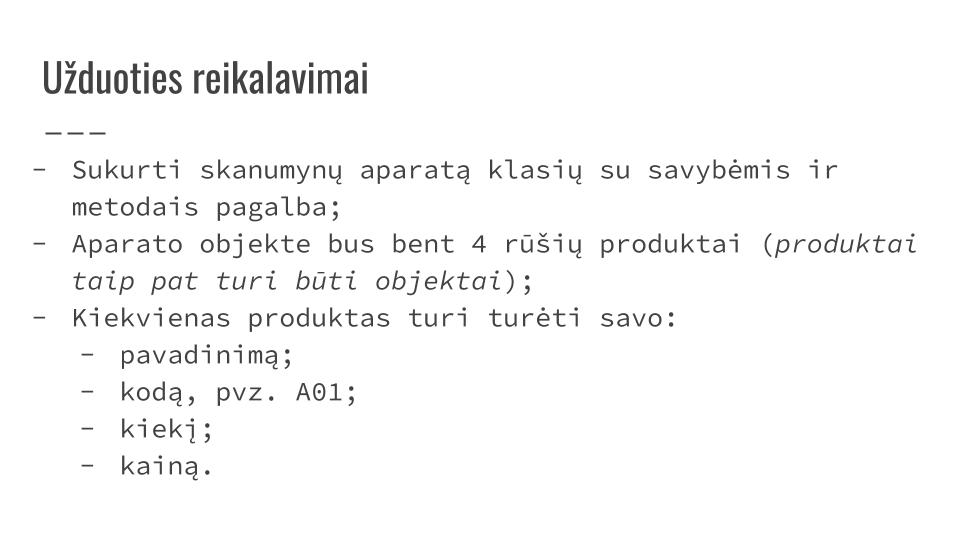 Užduoties reikalavimai
- Sukurti skanumynų aparatą klasių su savybėmis ir
metodais pagalba;
- Aparato objekte bus bent 4 rūšių produktai (produktai
taip pat turi būti objektai);
- Kiekvienas produktas turi turėti savo:
- pavadinimą;
- kodą, pvz. A01;
- kiekį;
- kainą.